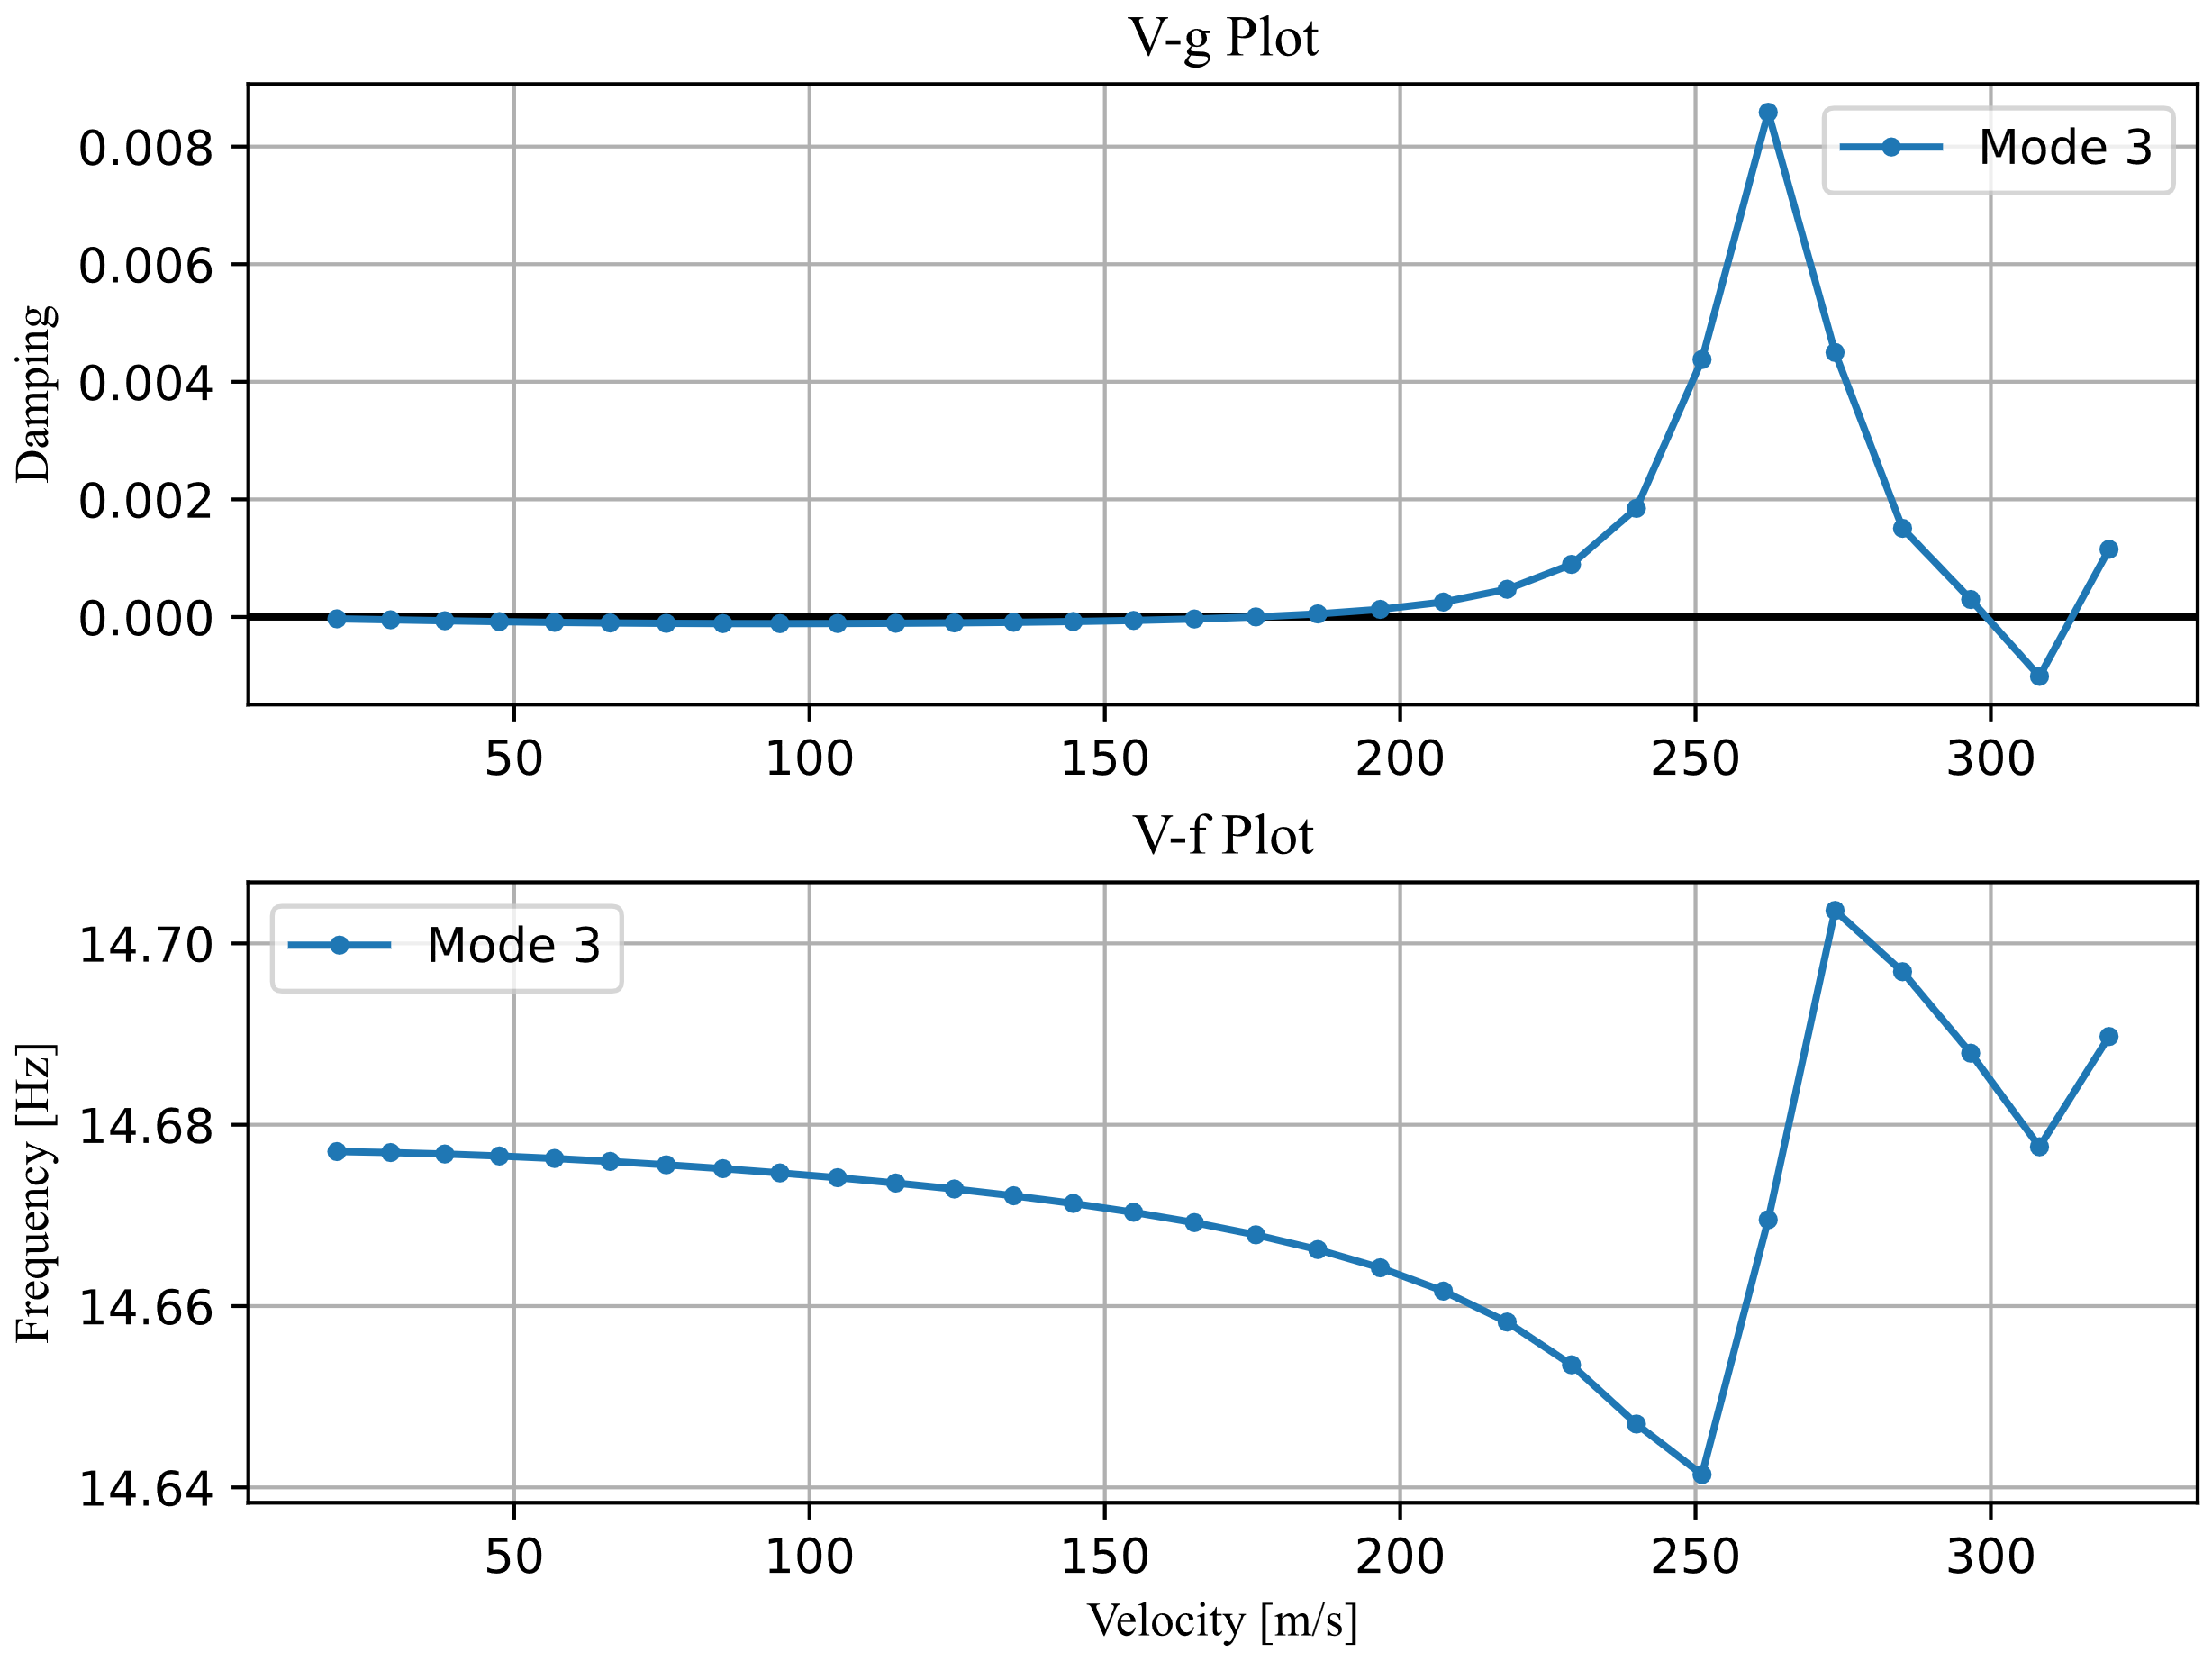 V-g Plot
0.008
0.006
0.004
0.002
0.000
Damping
Mode 3
50 100 150 200 250 300
V-f Plot
14.70
14.68
14.66
14.64
Frequency [Hz]
Mode 3
50 100 150 200 250 300
Velocity [m/s]